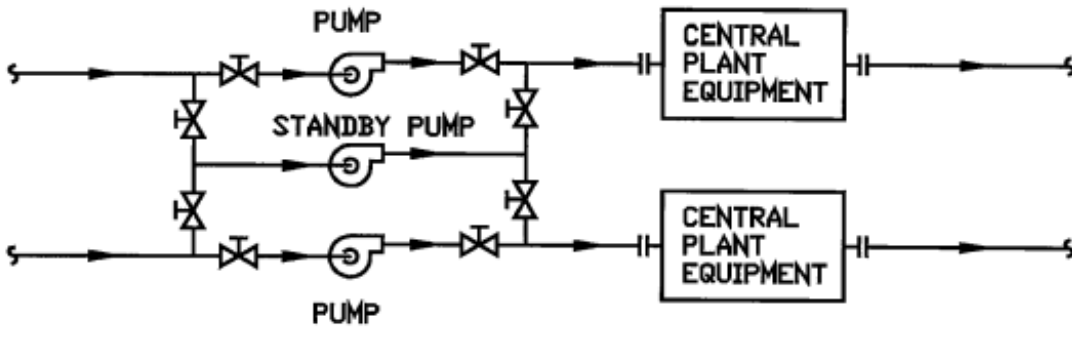 PUMP
CENTRAL
PLANT
EQUIPMENT
STANDBY PUMP
CENTRAL
PLANT
EQUIPMENT
PUMP